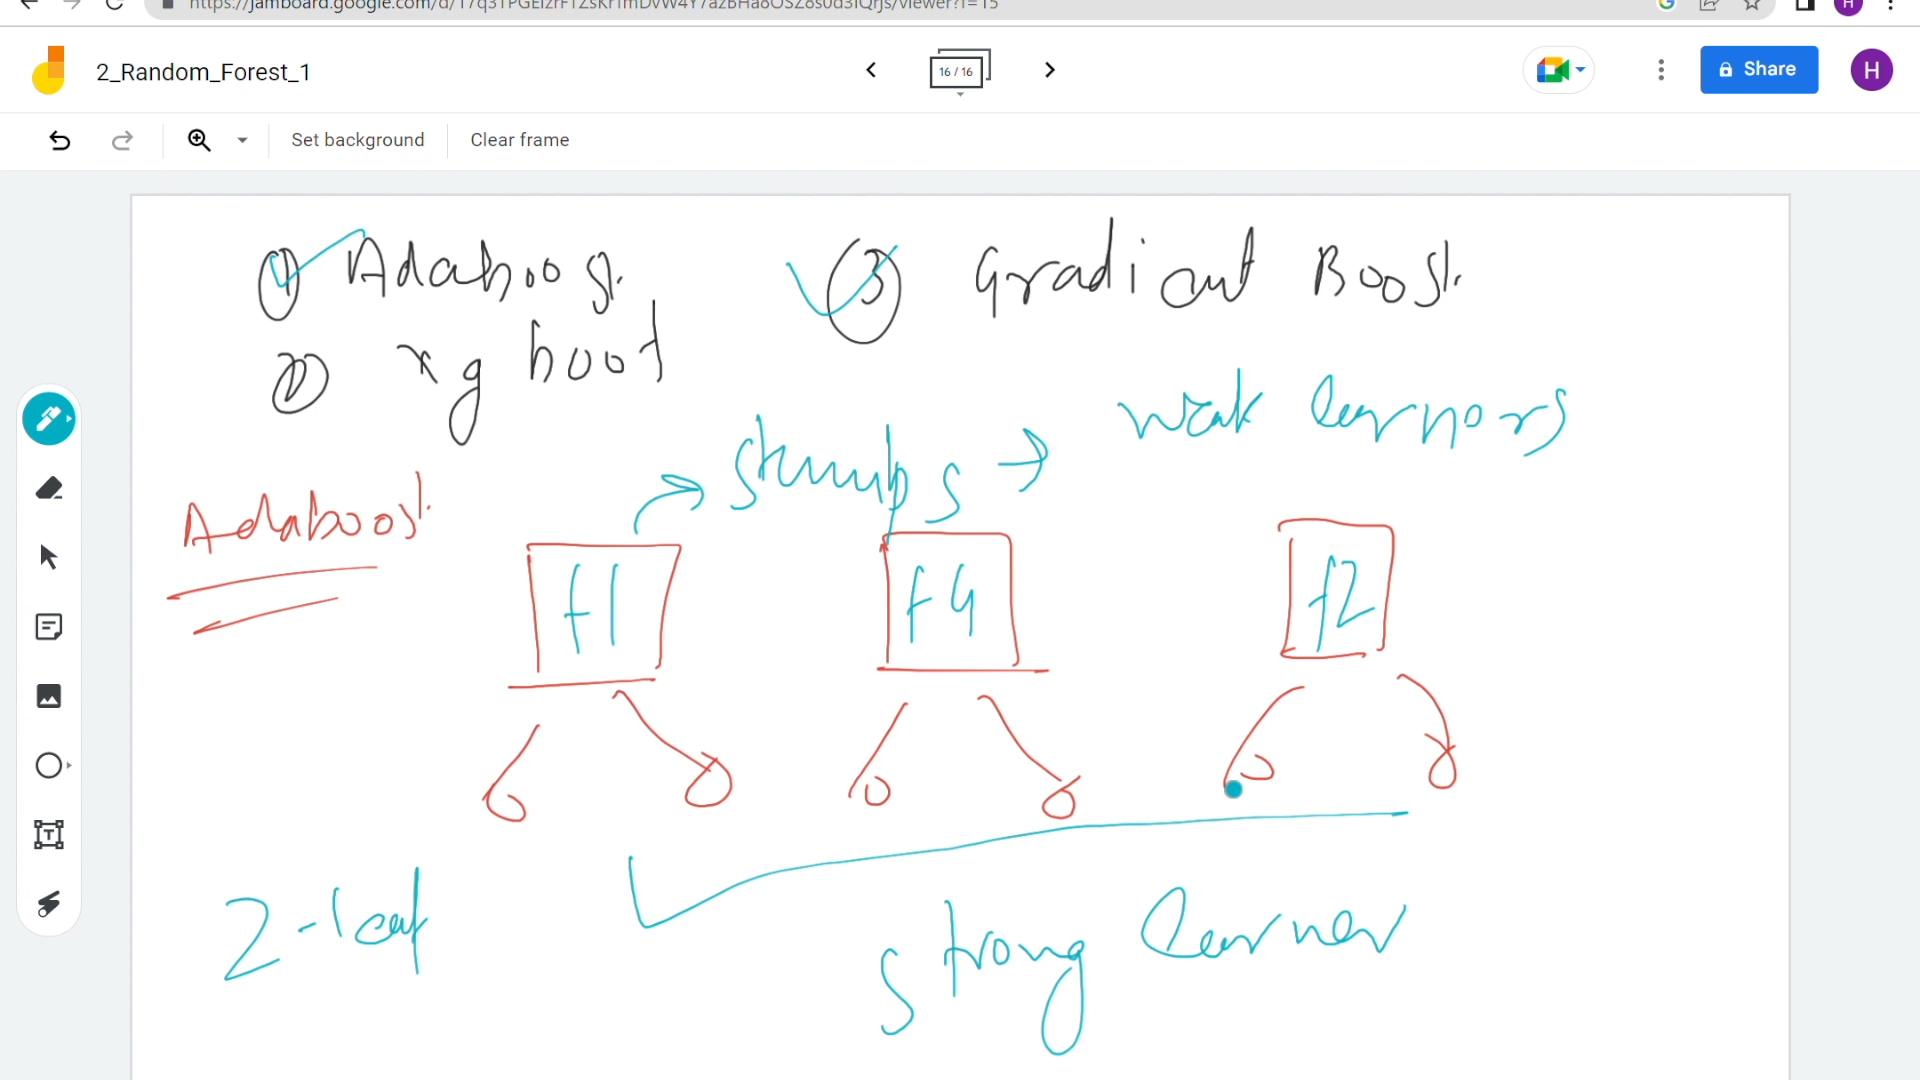 2_Random_Forest_1
16 / 16
Share
H
Set background
Clear frame
① Adaboost
③ Gradient Boost
② xg boost
weak learners
stumps →
Adaboost
f1
f4
f2
2-leaf
strong learner